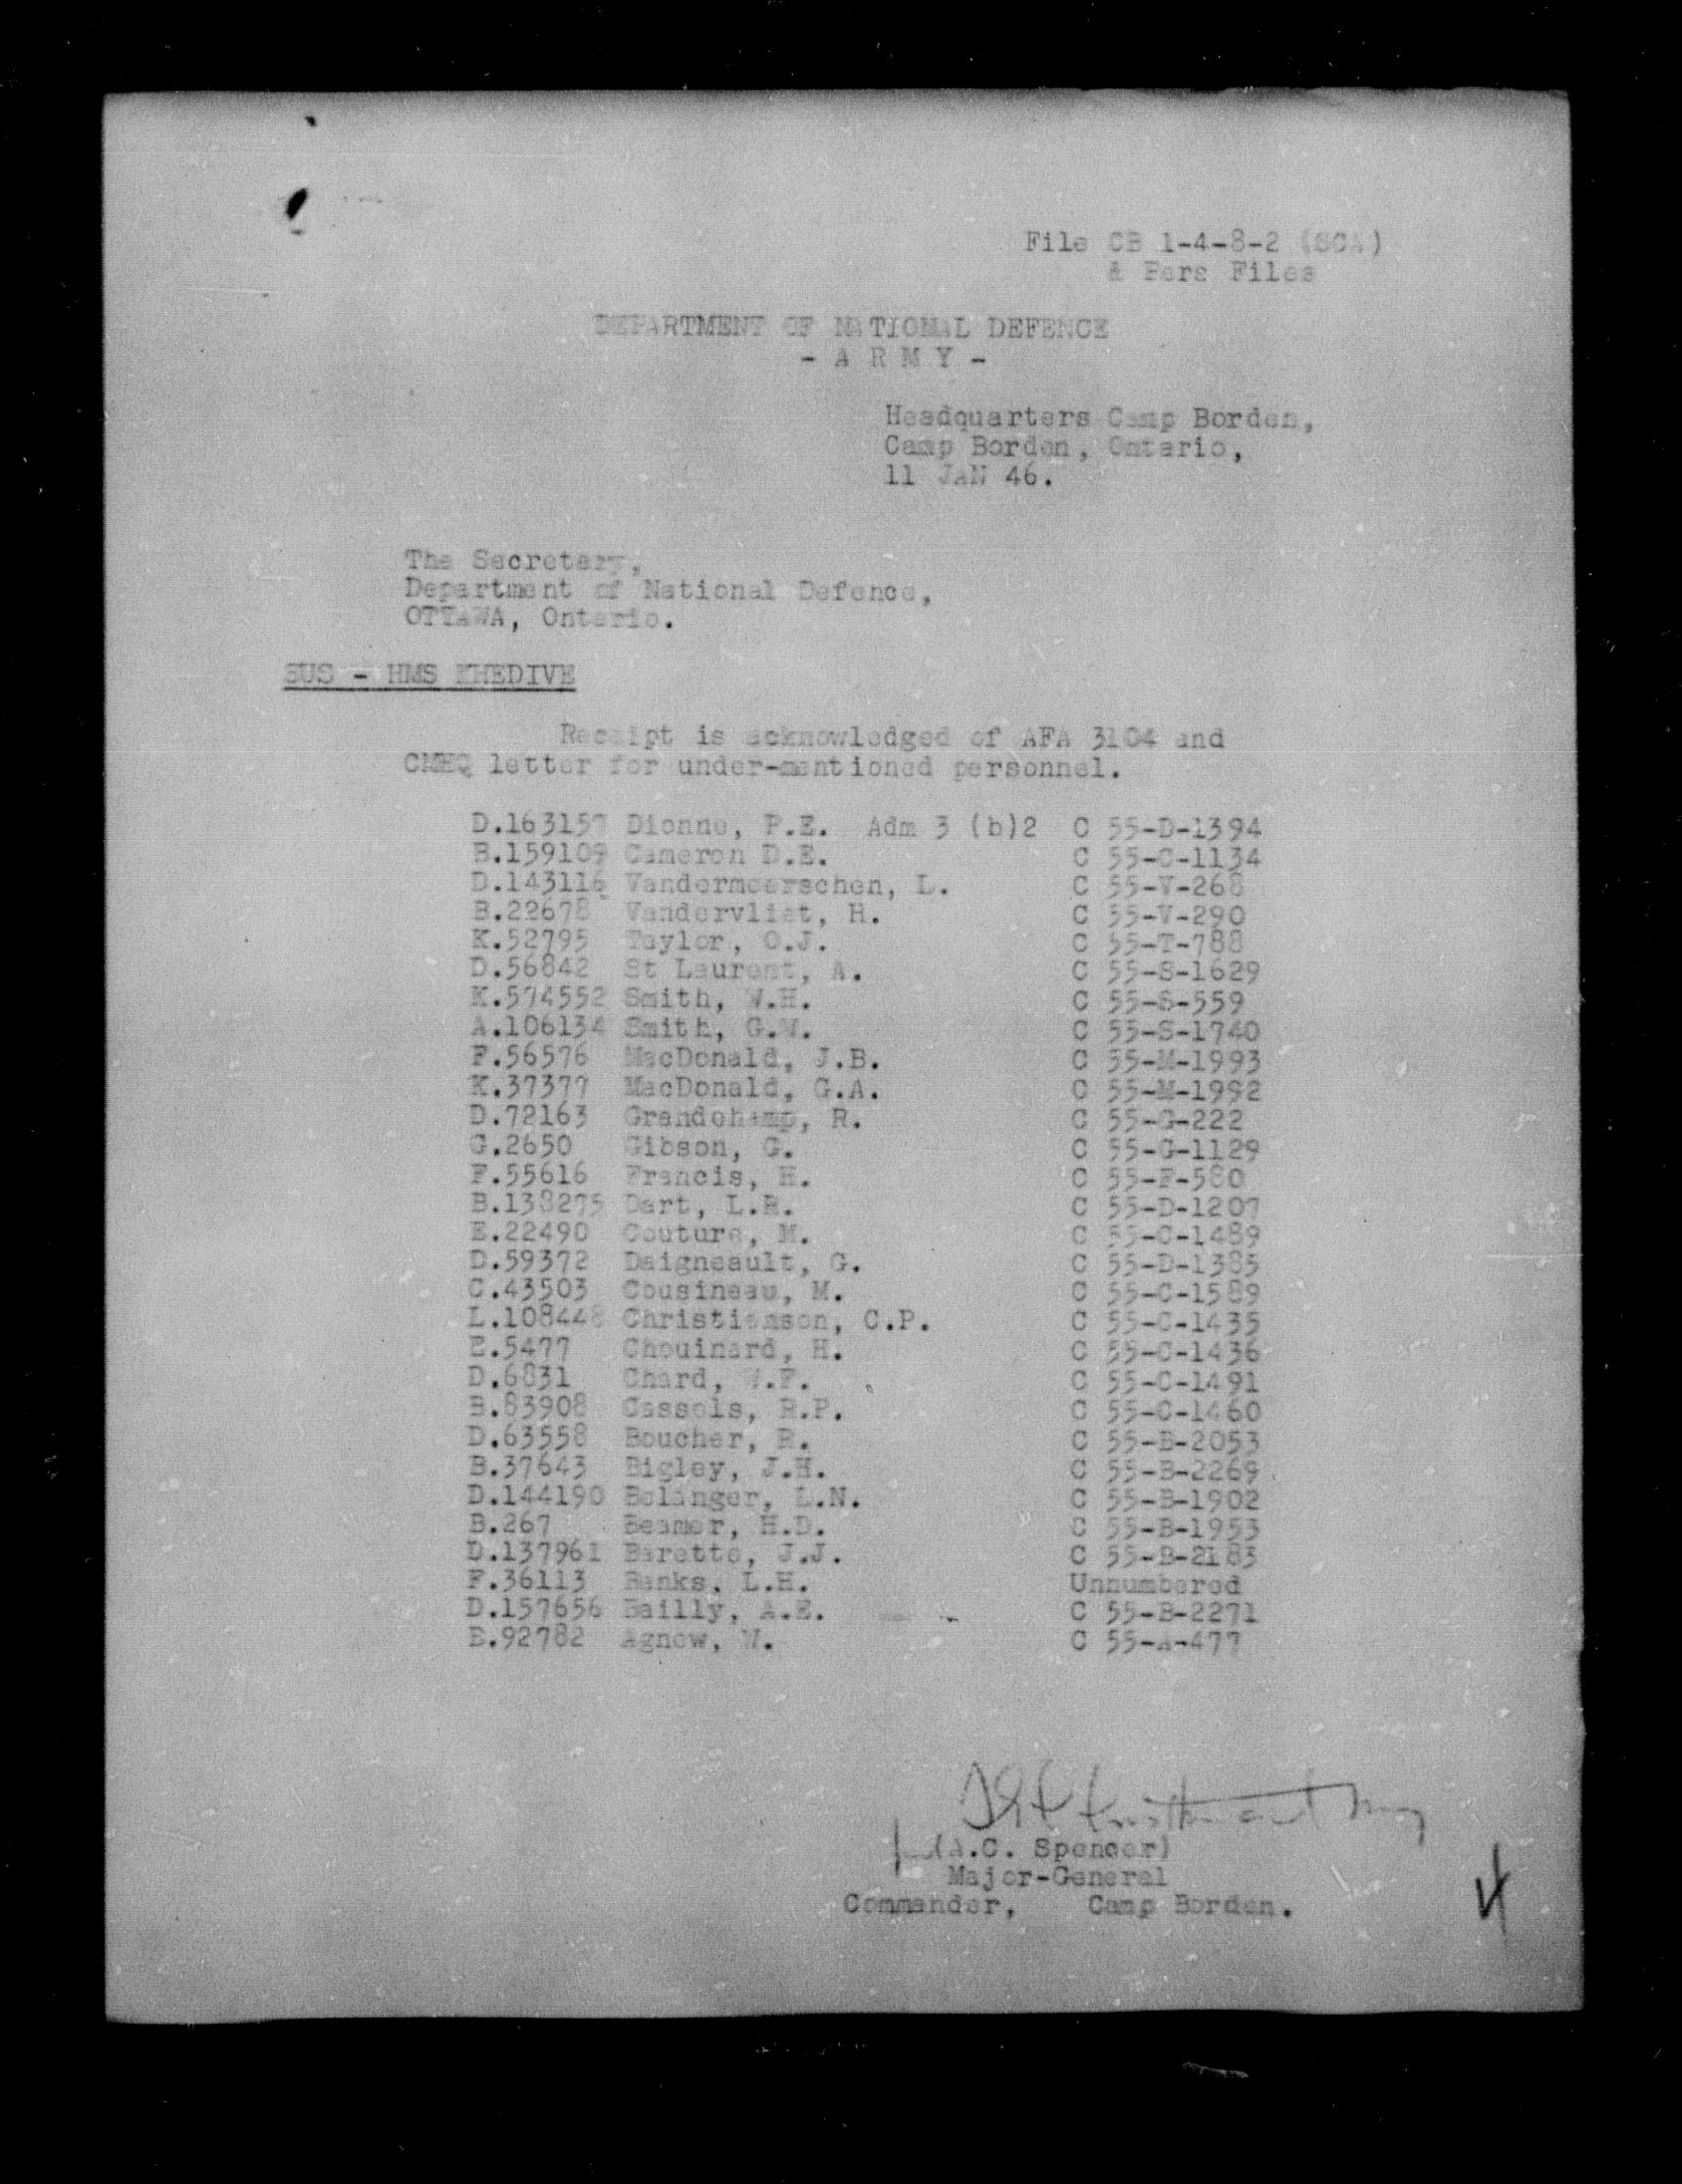 File CB 1-4-8-2 (SCA)
& Pers Files
DEPARTMENT OF NATIONAL DEFENCE
- A R M Y -
Headquarters Camp Borden,
Camp Borden, Ontario,
11 JAN 46.
The Secretary,
Department of National Defence,
OTTAWA, Ontario.
SUS - HMS KHEDIVE
Receipt is acknowledged of AFA 3104 and
CMHQ letter for under-mentioned personnel.
D.163157 Dionne, P.E. Adm 3 (b)2 C 55-D-1394
B.159109 Cameron D.E. C 55-C-1134
D.143116 Vandermeerschen, L. C 55-V-268
B.22678 Vandervliet, H. C 55-V-290
K.52795 Taylor, O.J. C 55-T-788
D.56842 St Laurent, A. C 55-S-1629
K.574552 Smith, W.H. C 55-S-559
A.106134 Smith, G.W. C 55-S-1740
F.56576 MacDonald, J.B. C 55-M-1993
K.37377 MacDonald, G.A. C 55-M-1992
D.72163 Grandchamp, R. C 55-G-222
G.2650 Gibson, G. C 55-G-1129
F.55616 Francis, H. C 55-F-580
B.138275 Dart, L.R. C 55-D-1207
E.22490 Couture, M. C 55-C-1489
D.59372 Daigneault, G. C 55-D-1385
C.43503 Cousineau, M. C 55-C-1589
L.108448 Christianson, C.P. C 55-C-1435
E.5477 Chouinard, H. C 55-C-1436
D.6831 Chard, W.F. C 55-C-1491
B.83908 Cassels, R.P. C 55-C-1460
D.63558 Boucher, R. C 55-B-2053
B.37643 Bigley, J.H. C 55-B-2269
D.144190 Belanger, L.N. C 55-B-1902
B.267 Beamer, H.D. C 55-B-1953
D.137961 Barette, J.J. C 55-B-2183
F.36113 Banks, L.H. Unnumbered
D.157656 Bailly, A.E. C 55-B-2271
B.92782 Agnew, W. C 55-A-477
(A.C. Spencer)
Major-General
Commander, Camp Borden.